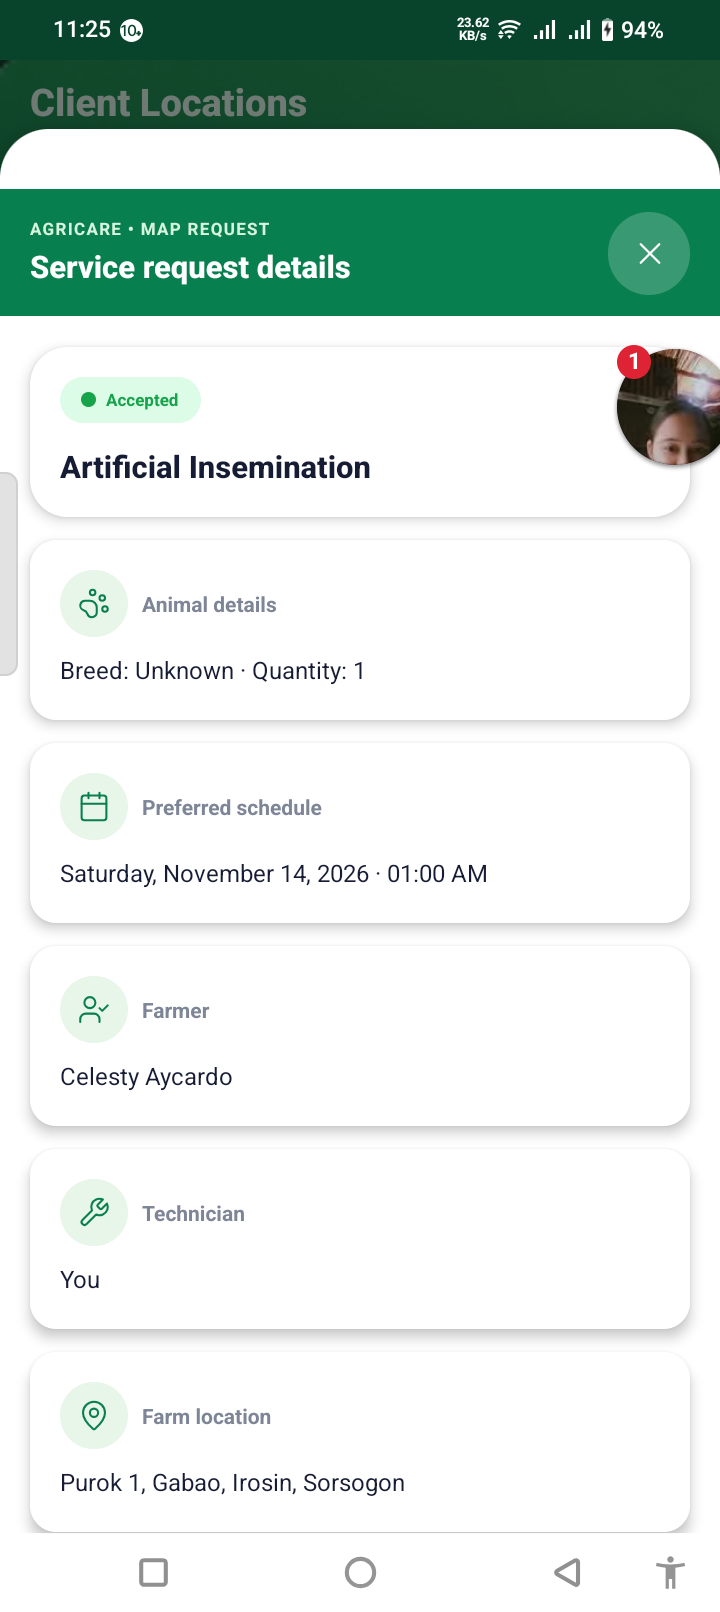 11:25
10+
23.62
KB/s
94%
Client Locations
AGRICARE • MAP REQUEST
Service request details
1
Accepted
Artificial Insemination
Animal details
Breed: Unknown · Quantity: 1
Preferred schedule
Saturday, November 14, 2026 · 01:00 AM
Farmer
Celesty Aycardo
Technician
You
Farm location
Purok 1, Gabao, Irosin, Sorsogon